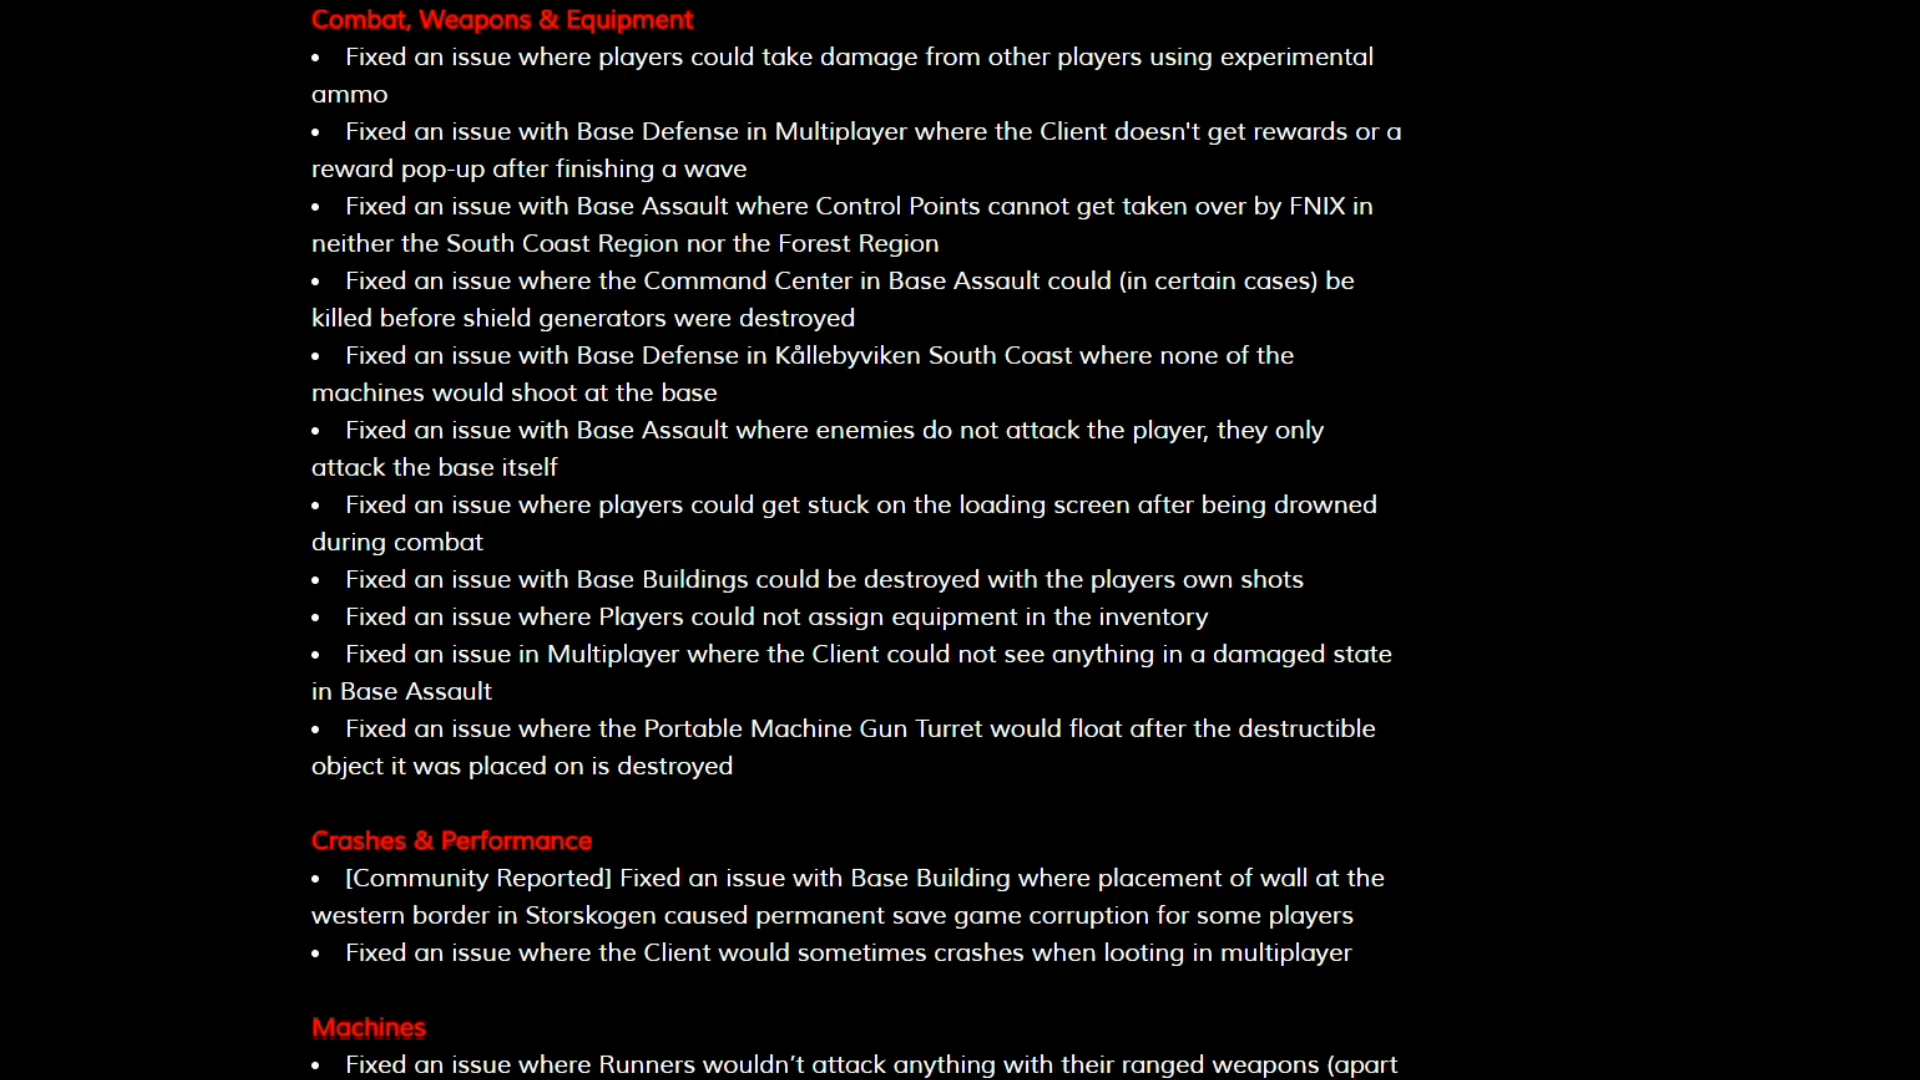 Combat, Weapons & Equipment
• Fixed an issue where players could take damage from other players using experimental
ammo
• Fixed an issue with Base Defense in Multiplayer where the Client doesn't get rewards or a
reward pop-up after finishing a wave
• Fixed an issue with Base Assault where Control Points cannot get taken over by FNIX in
neither the South Coast Region nor the Forest Region
• Fixed an issue where the Command Center in Base Assault could (in certain cases) be
killed before shield generators were destroyed
• Fixed an issue with Base Defense in Kållebyviken South Coast where none of the
machines would shoot at the base
• Fixed an issue with Base Assault where enemies do not attack the player, they only
attack the base itself
• Fixed an issue where players could get stuck on the loading screen after being drowned
during combat
• Fixed an issue with Base Buildings could be destroyed with the players own shots
• Fixed an issue where Players could not assign equipment in the inventory
• Fixed an issue in Multiplayer where the Client could not see anything in a damaged state
in Base Assault
• Fixed an issue where the Portable Machine Gun Turret would float after the destructible
object it was placed on is destroyed
Crashes & Performance
• [Community Reported] Fixed an issue with Base Building where placement of wall at the
western border in Storskogen caused permanent save game corruption for some players
• Fixed an issue where the Client would sometimes crashes when looting in multiplayer
Machines
• Fixed an issue where Runners wouldn’t attack anything with their ranged weapons (apart